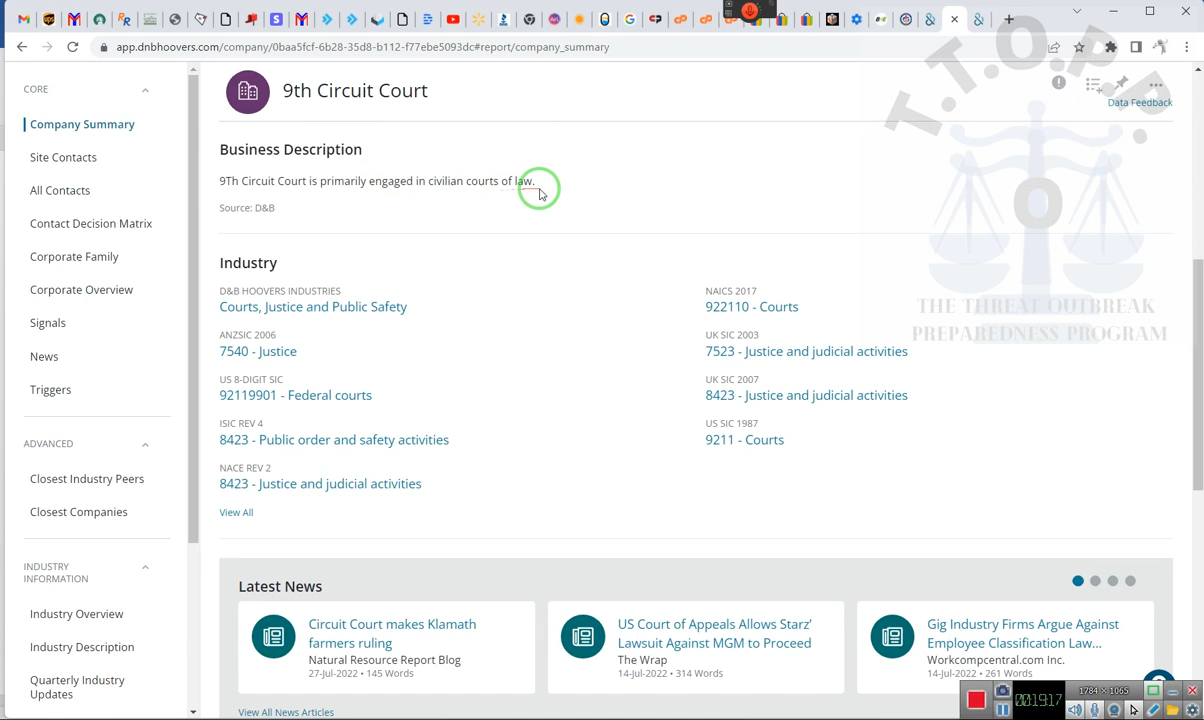 app.dnbhoovers.com/company/0baa5fcf-6b28-35d8-b112-f77ebe5093dc#report/company_summary
T.T.O.P.P.
O
THE THREAT OUTBREAK
PREPAREDNESS PROGRAM
CORE
Company Summary
Site Contacts
All Contacts
Contact Decision Matrix
Corporate Family
Corporate Overview
Signals
News
Triggers
ADVANCED
Closest Industry Peers
Closest Companies
INDUSTRY
INFORMATION
Industry Overview
Industry Description
Quarterly Industry
Updates
9th Circuit Court
Data Feedback
Business Description
9Th Circuit Court is primarily engaged in civilian courts of law.
Source: D&B
Industry
D&B HOOVERS INDUSTRIES
Courts, Justice and Public Safety
ANZSIC 2006
7540 - Justice
US 8-DIGIT SIC
92119901 - Federal courts
ISIC REV 4
8423 - Public order and safety activities
NACE REV 2
8423 - Justice and judicial activities
View All
NAICS 2017
922110 - Courts
UK SIC 2003
7523 - Justice and judicial activities
UK SIC 2007
8423 - Justice and judicial activities
US SIC 1987
9211 - Courts
Latest News
Circuit Court makes Klamath
farmers ruling
Natural Resource Report Blog
27-Jul-2022 • 145 Words
US Court of Appeals Allows Starz’
Lawsuit Against MGM to Proceed
The Wrap
14-Jul-2022 • 314 Words
Gig Industry Firms Argue Against
Employee Classification Law...
Workcompcentral.com Inc.
14-Jul-2022 • 261 Words
View All News Articles
1784 × 1065